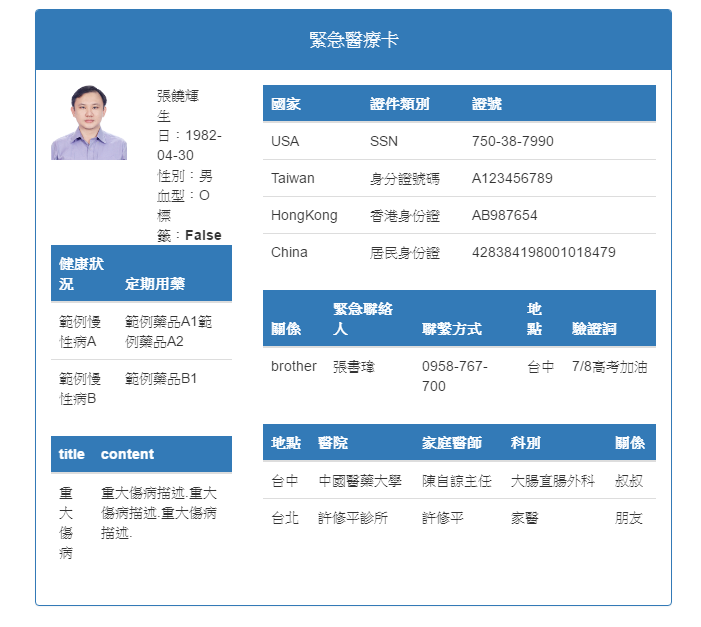 緊急醫療卡
張饒煇
生
日：1982-
04-30
性別：男
血型：O
標
籤：False
健康狀
況 定期用藥
範例慢
性病A 範例藥品A1範
例藥品A2
範例慢
性病B 範例藥品B1
title content
重
大
傷
病
重大傷病描述.重大
傷病描述.重大傷病
描述.
國家 證件類別 證號
USA SSN 750-38-7990
Taiwan 身分證號碼 A123456789
HongKong 香港身份證 AB987654
China 居民身份證 428384198001018479
關係 緊急聯絡
人 聯繫方式 地
點 驗證詞
brother 張書瑋 0958-767-
700 台中 7/8高考加油
地點 醫院 家庭醫師 科別 關係
台中 中國醫藥大學 陳自諒主任 大腸直腸外科 叔叔
台北 許修平診所 許修平 家醫 朋友